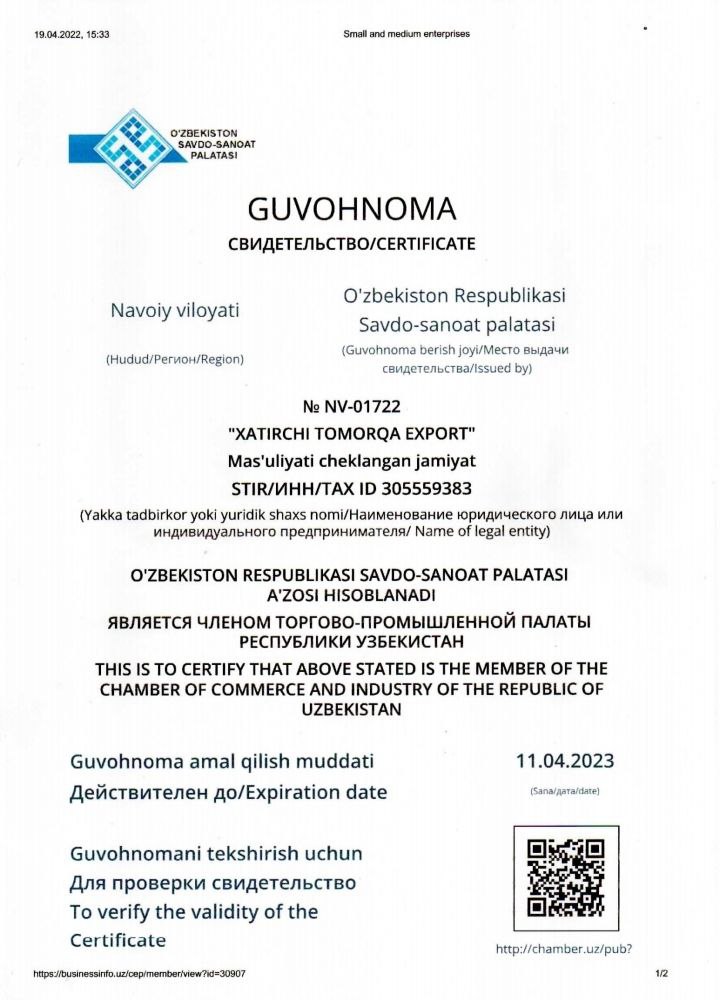 19.04.2022, 15:33
Small and medium enterprises
O'ZBEKISTON
SAVDO-SANOAT
PALATASI
GUVOHNOMA
СВИДЕТЕЛЬСТВО/CERTIFICATE
Navoiy viloyati
(Hudud/Регион/Region)
O'zbekiston Respublikasi
Savdo-sanoat palatasi
(Guvohnoma berish joyi/Место выдачи
свидетельства/Issued by)
№ NV-01722
"XATIRCHI TOMORQA EXPORT"
Mas'uliyati cheklangan jamiyat
STIR/ИНН/TAX ID 305559383
(Yakka tadbirkor yoki yuridik shaxs nomi/Наименование юридического лица или
индивидуального предпринимателя/ Name of legal entity)
O'ZBEKISTON RESPUBLIKASI SAVDO-SANOAT PALATASI
A'ZOSI HISOBLANADI
ЯВЛЯЕТСЯ ЧЛЕНОМ ТОРГОВО-ПРОМЫШЛЕННОЙ ПАЛАТЫ
РЕСПУБЛИКИ УЗБЕКИСТАН
THIS IS TO CERTIFY THAT ABOVE STATED IS THE MEMBER OF THE
CHAMBER OF COMMERCE AND INDUSTRY OF THE REPUBLIC OF
UZBEKISTAN
Guvohnoma amal qilish muddati
Действителен до/Expiration date
11.04.2023
(Sana/дата/date)
Guvohnomani tekshirish uchun
Для проверки свидетельство
To verify the validity of the
Certificate
http://chamber.uz/pub?
https://businessinfo.uz/cep/member/view?id=30907
1/2